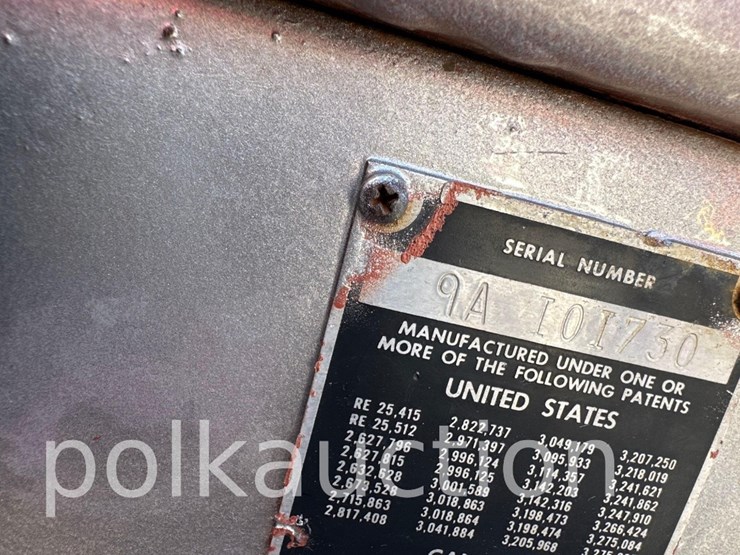 SERIAL NUMBER
9A 101730
MANUFACTURED UNDER ONE OR
MORE OF THE FOLLOWING PATENTS
UNITED STATES
RE 25,415 2,822,737 3,049,179 3,207,250
RE 25,512 2,971,397 3,095,933 3,218,019
2,627,796 2,996,124 3,114,357 3,241,621
2,627,815 2,996,125 3,142,203 3,241,862
2,632,628 3,001,589 3,142,316 3,247,910
2,673,528 3,018,863 3,198,473 3,266,424
2,715,863 3,018,864 3,198,474 3,275,084
2,817,408 3,041,884 3,205,968
polkauction